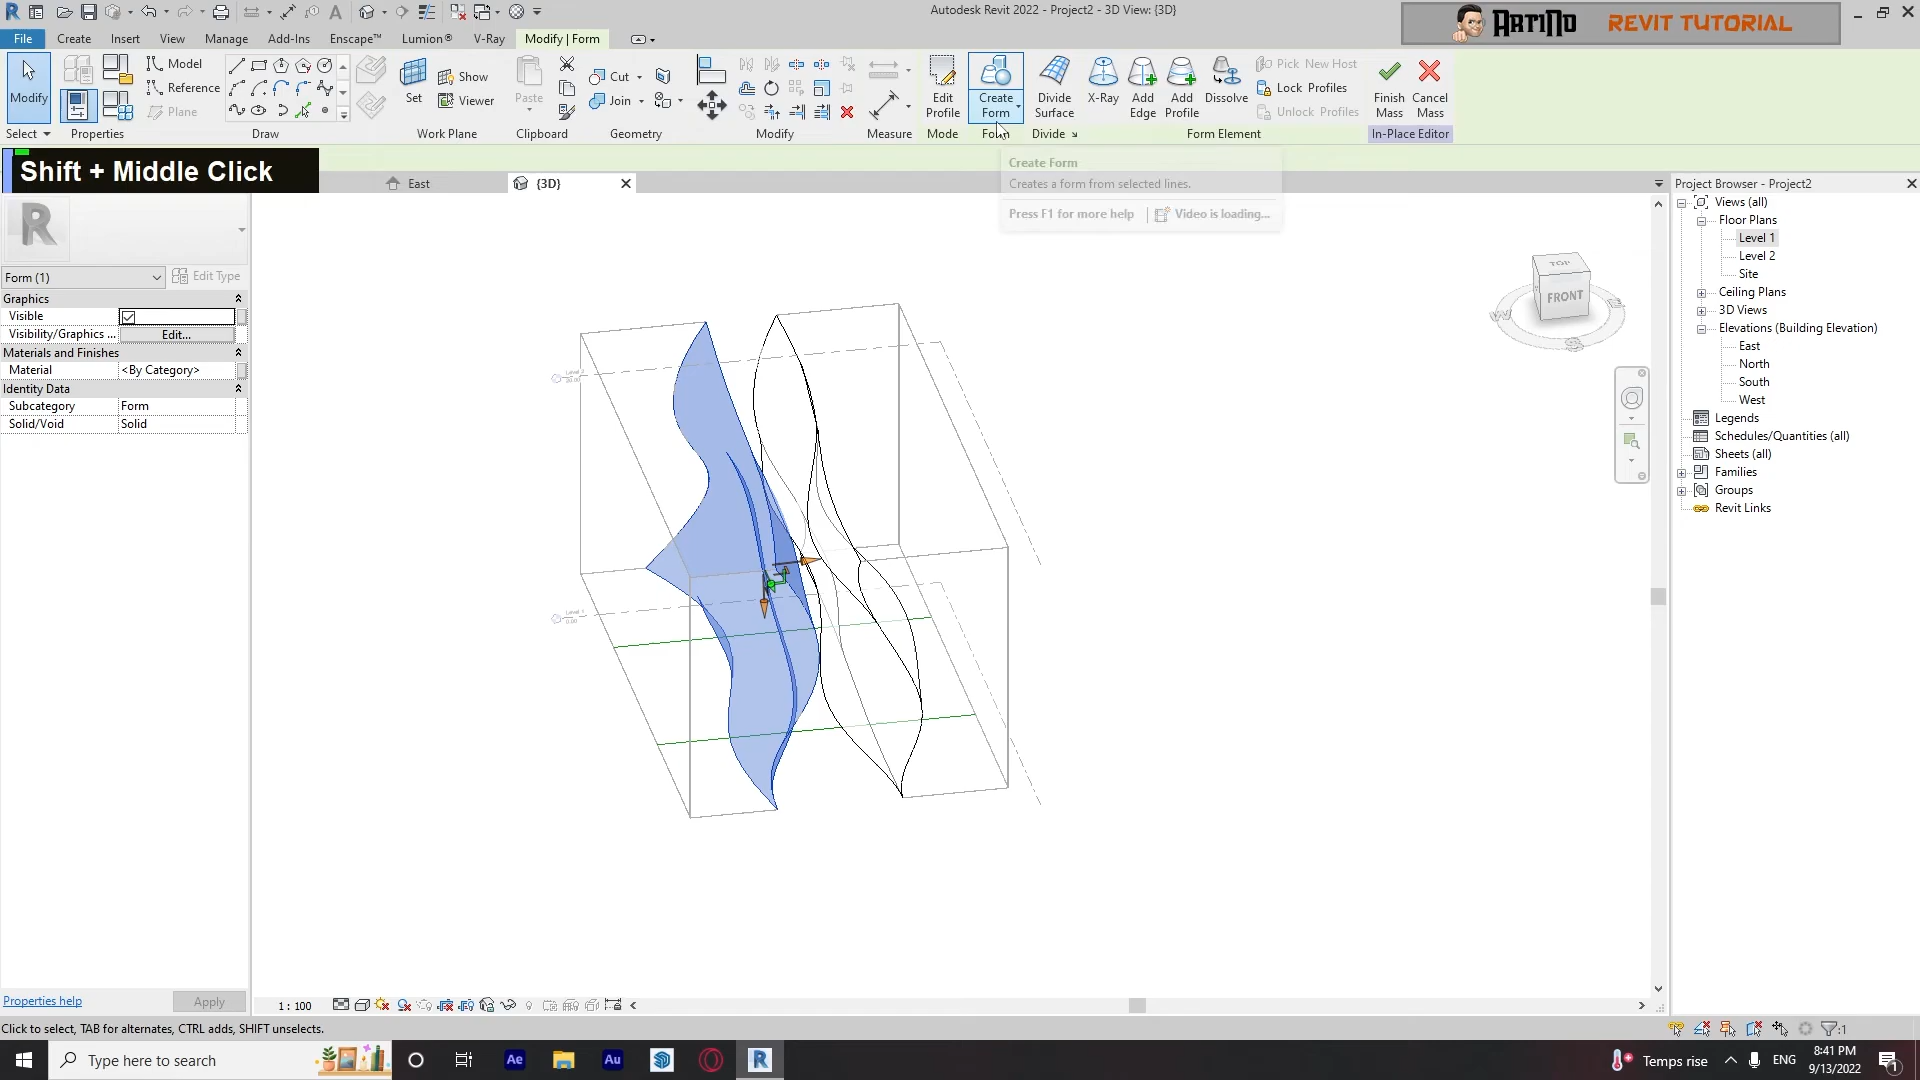 Autodesk Revit 2022 - Project2 - 3D View: {3D}
ARTINO REVIT TUTORIAL
File Create Insert View Manage Add-Ins Enscape™ Lumion® V-Ray Modify | Form
Modify
Select
Properties
Model
Reference
Plane
Draw
Set
Show
Viewer
Work Plane
Paste
Clipboard
Cut
Join
Geometry
Modify
Measure
Edit Profile
Mode
Create Form
Form
Divide Surface
Divide
X-Ray
Add Edge
Add Profile
Dissolve
Pick New Host
Lock Profiles
Unlock Profiles
Form Element
Finish Mass
Cancel Mass
In-Place Editor
Shift + Middle Click
East
{3D}
Create Form
Creates a form from selected lines.
Press F1 for more help
Video is loading...
R
Form (1)
Edit Type
Graphics
Visible
Visibility/Graphics ... Edit...
Materials and Finishes
Material <By Category>
Identity Data
Subcategory Form
Solid/Void Solid
Properties help
Apply
TOP
FRONT
W
Project Browser - Project2
Views (all)
Floor Plans
Level 1
Level 2
Site
Ceiling Plans
3D Views
Elevations (Building Elevation)
East
North
South
West
Legends
Schedules/Quantities (all)
Sheets (all)
Families
Groups
Revit Links
1 : 100
Click to select, TAB for alternates, CTRL adds, SHIFT unselects.
:1
Type here to search
Ae
Au
R
Temps rise
ENG
8:41 PM
9/13/2022
1